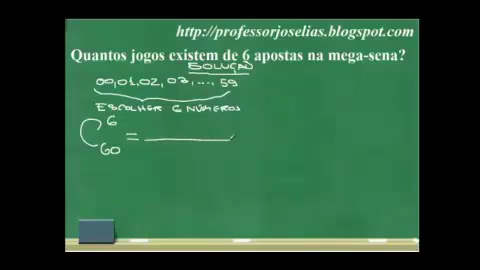 http://professorjoselias.blogspot.com/
Quantos jogos existem de 6 apostas na mega-sena?
SOLUÇÃO
00,01,02,03,...,59
ESCOLHER 6 NÚMEROS
C 6 60 =